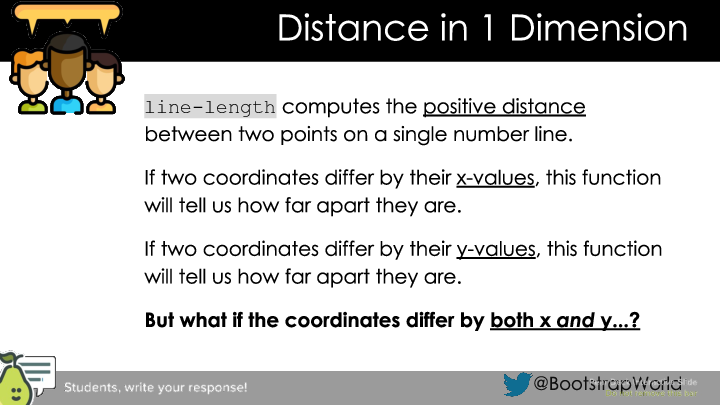 Distance in 1 Dimension
line-length computes the positive distance
between two points on a single number line.
If two coordinates differ by their x-values, this function
will tell us how far apart they are.
If two coordinates differ by their y-values, this function
will tell us how far apart they are.
But what if the coordinates differ by both x and y...?
Students, write your response!
@BootstrapWorld